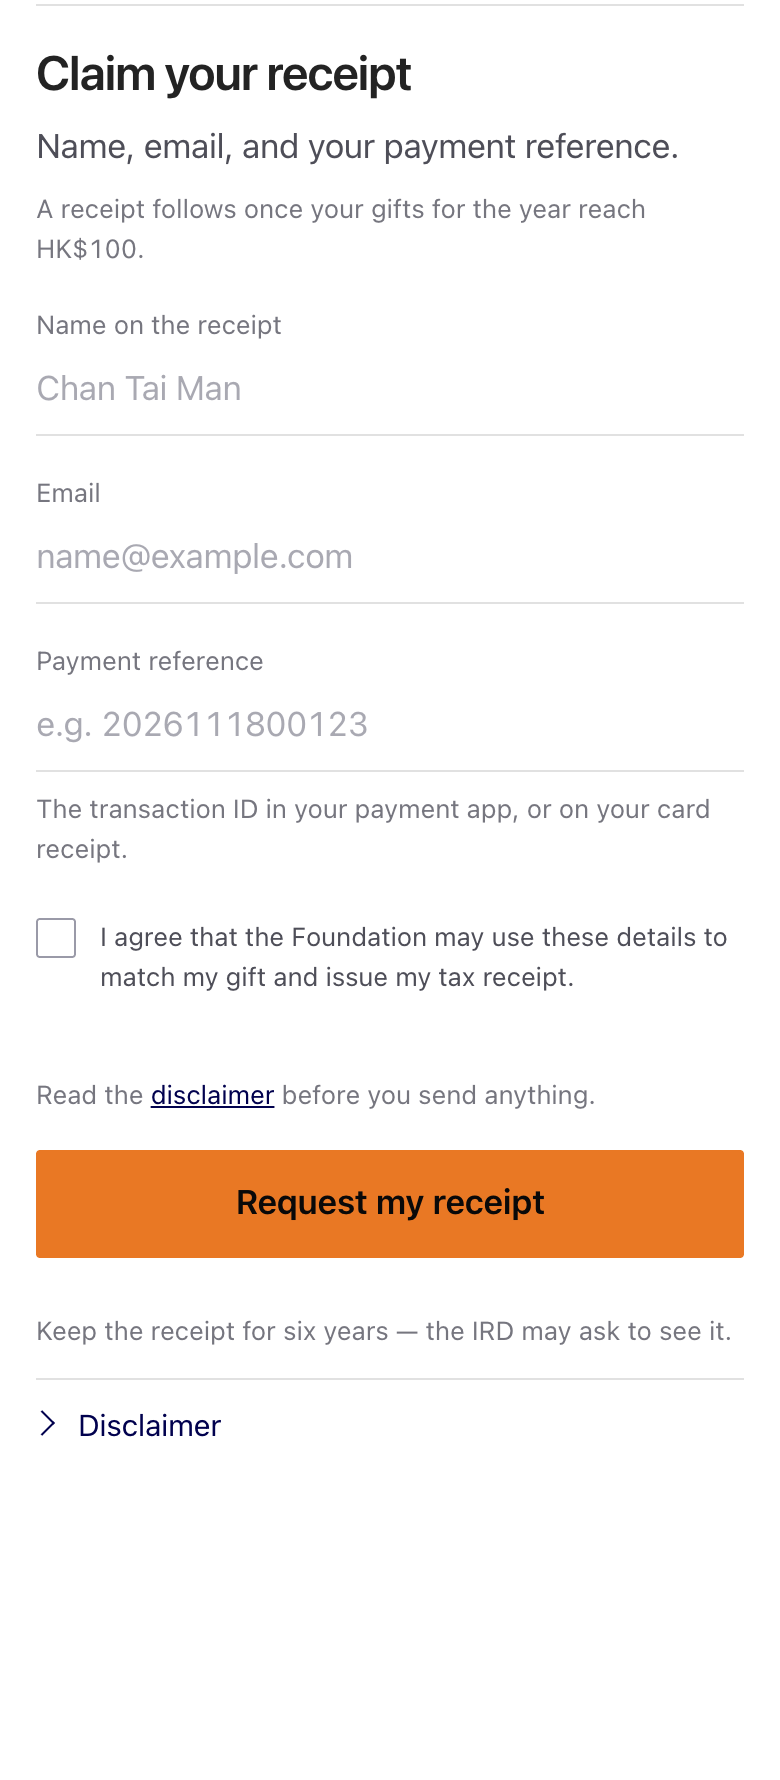 Claim your receipt
Name, email, and your payment reference.
A receipt follows once your gifts for the year reach
HK$100.
Name on the receipt
Chan Tai Man
Email
name@example.com
Payment reference
e.g. 2026111800123
The transaction ID in your payment app, or on your card
receipt.
I agree that the Foundation may use these details to
match my gift and issue my tax receipt.
Read the disclaimer before you send anything.
Request my receipt
Keep the receipt for six years — the IRD may ask to see it.
Disclaimer